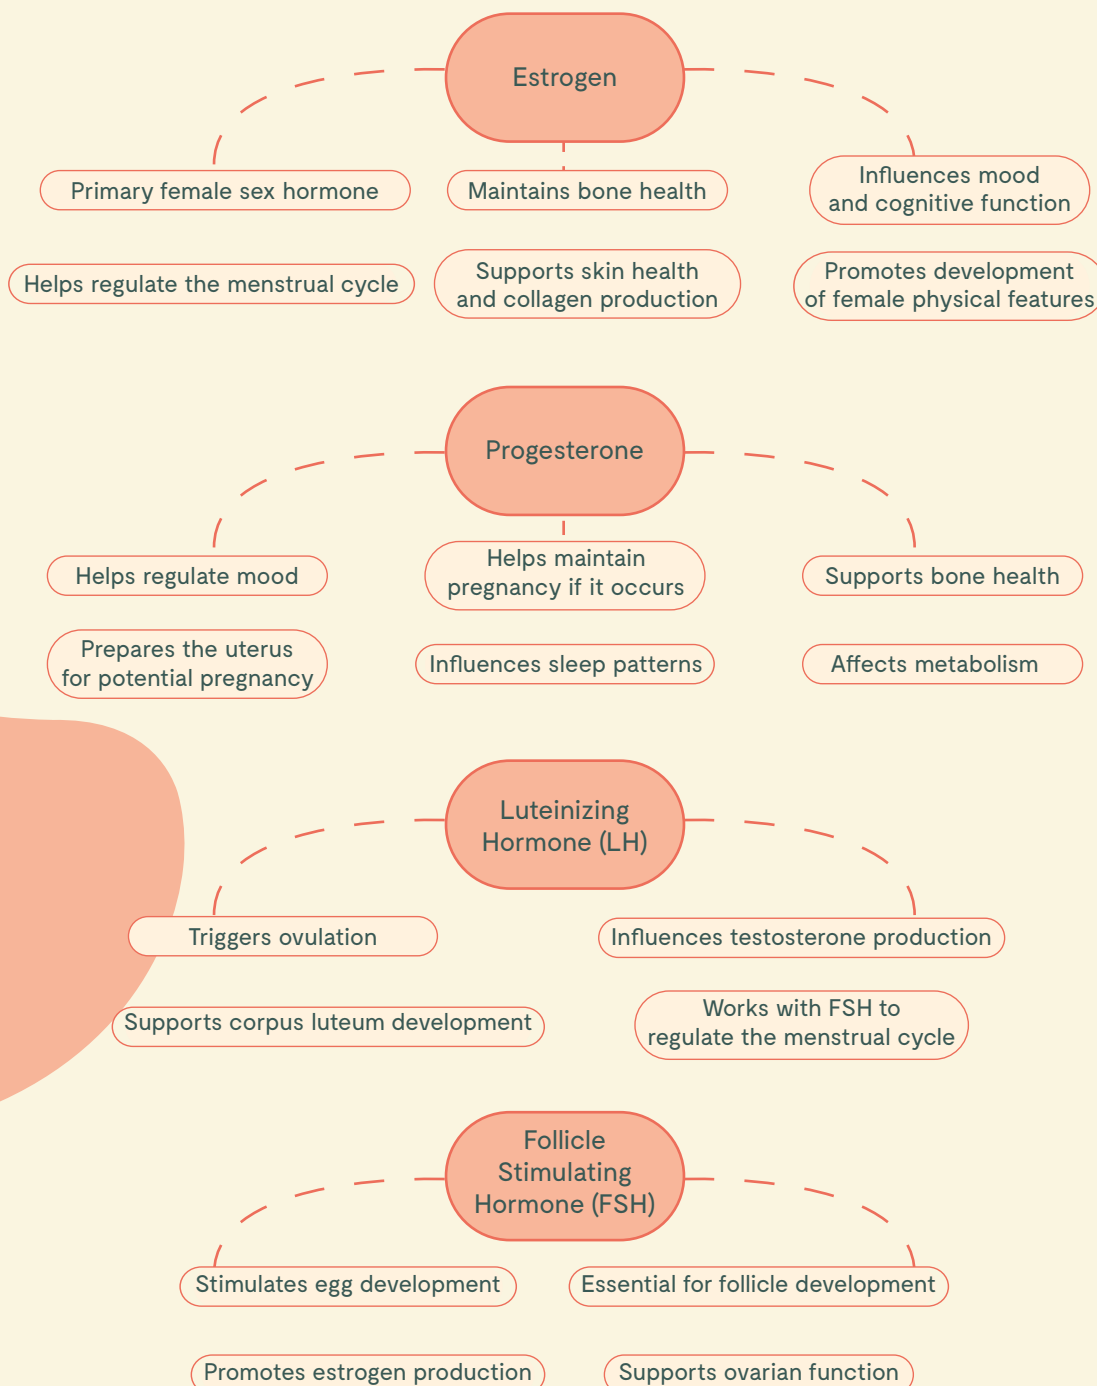 Estrogen
Primary female sex hormone
Maintains bone health
Influences mood
and cognitive function
Helps regulate the menstrual cycle
Supports skin health
and collagen production
Promotes development
of female physical features
Progesterone
Helps regulate mood
Helps maintain
pregnancy if it occurs
Supports bone health
Prepares the uterus
for potential pregnancy
Influences sleep patterns
Affects metabolism
Luteinizing
Hormone (LH)
Triggers ovulation
Influences testosterone production
Supports corpus luteum development
Works with FSH to
regulate the menstrual cycle
Follicle
Stimulating
Hormone (FSH)
Stimulates egg development
Essential for follicle development
Promotes estrogen production
Supports ovarian function